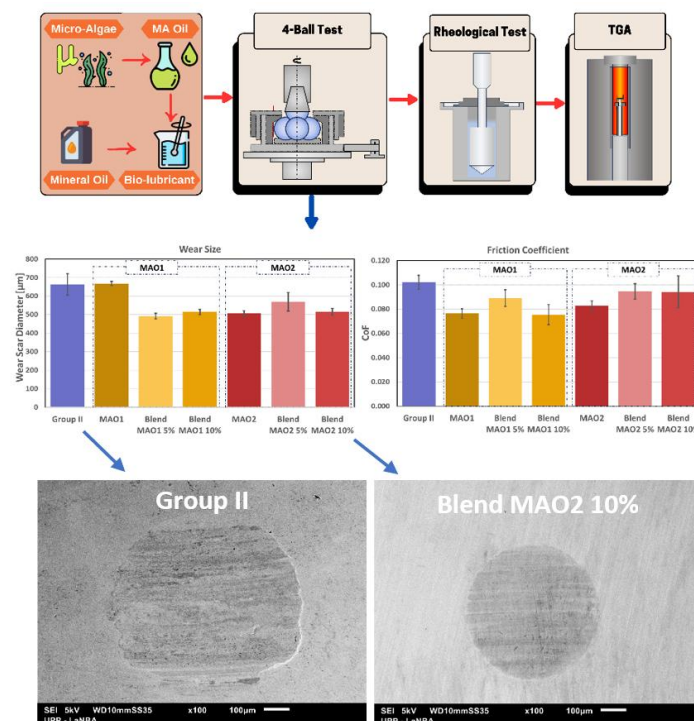 Micro-Algae
MA Oil
Mineral Oil
Bio-lubricant
4-Ball Test
Rheological Test
TGA
Wear Size
Wear Scar Diameter [µm]
800
700
600
500
400
300
200
100
0
MAO1
MAO2
Group II
MAO1
Blend
MAO1 5%
Blend
MAO1 10%
MAO2
Blend
MAO2 5%
Blend
MAO2 10%
Friction Coefficient
CoF
0.120
0.100
0.080
0.060
0.040
0.020
0.000
MAO1
MAO2
Group II
MAO1
Blend
MAO1 5%
Blend
MAO1 10%
MAO2
Blend
MAO2 5%
Blend
MAO2 10%
Group II
SEI 5kV WD10mmSS35 x100 100µm
Blend MAO2 10%
SEI 5kV WD10mmSS35 x100 100µm